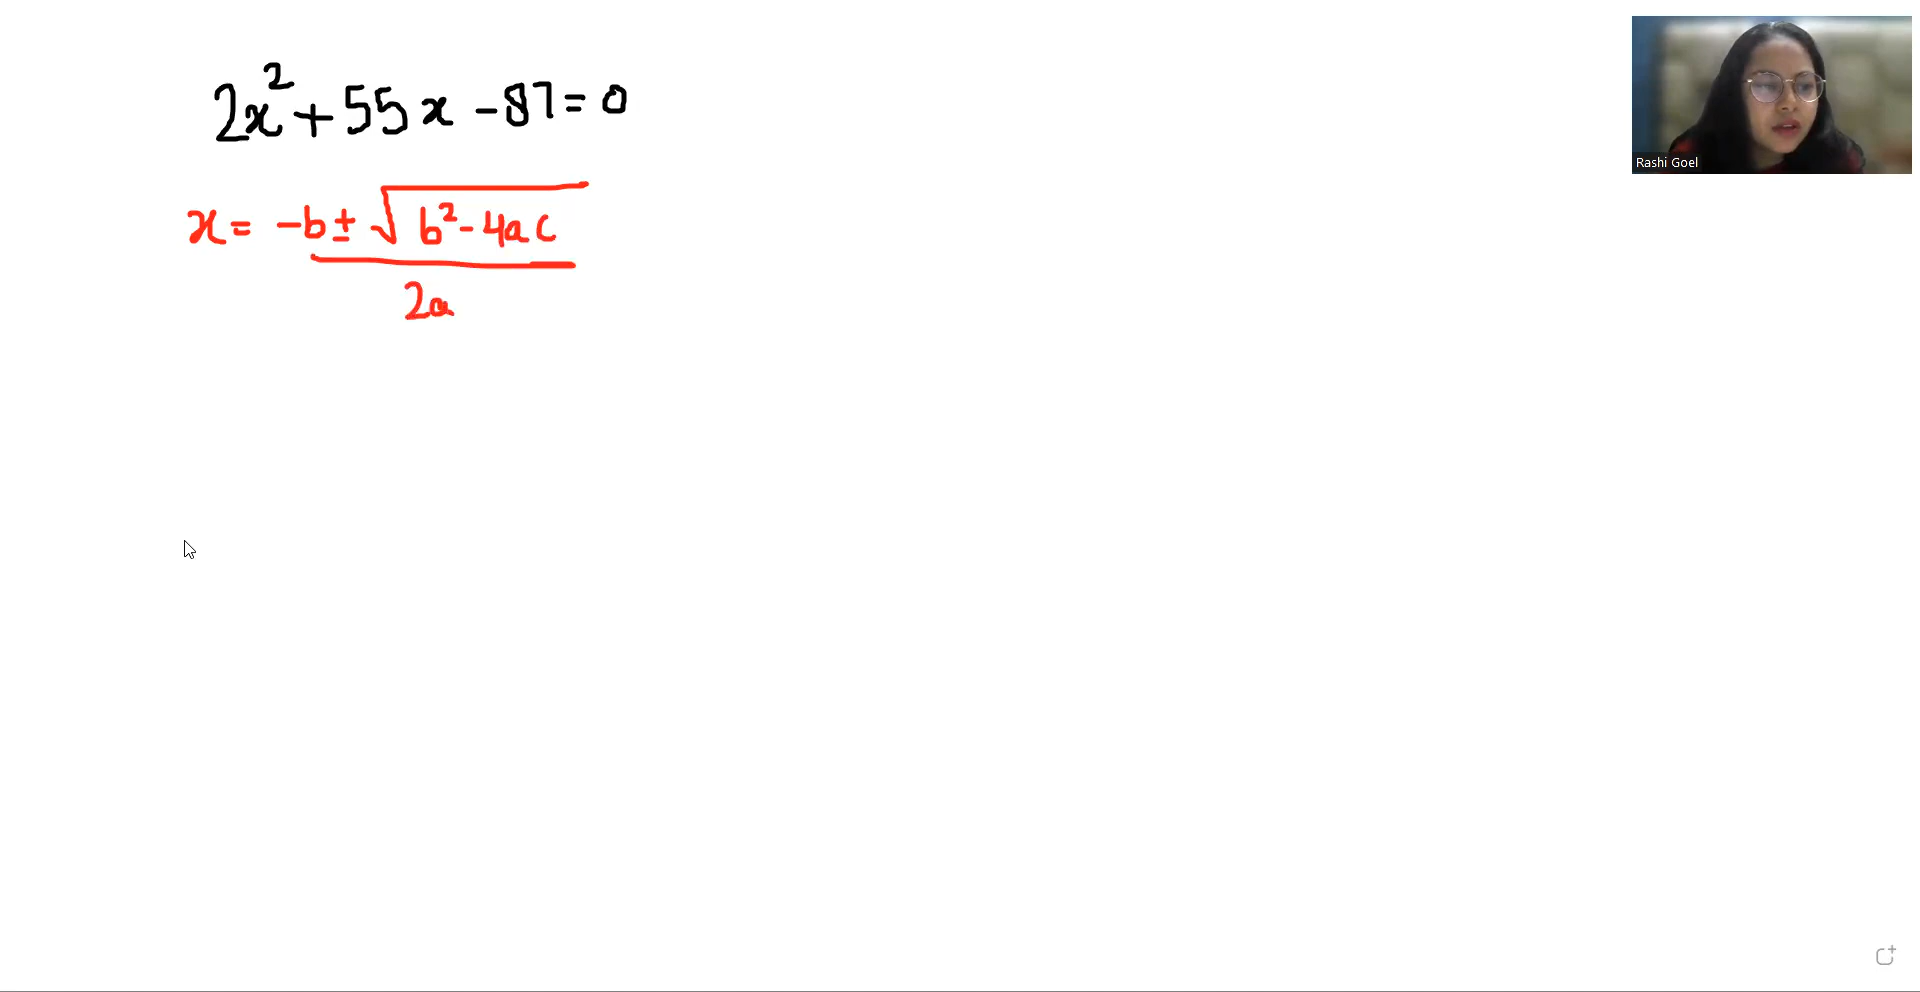 2x²+55x-87=0
x= -b±√b²-4ac
2a
Rashi Goel